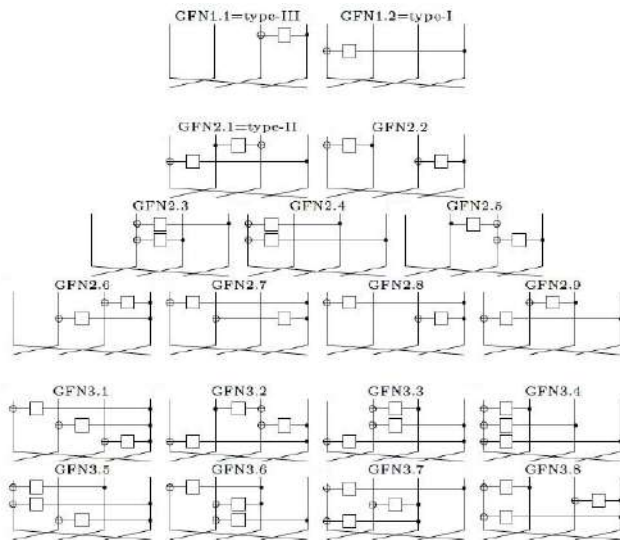 GFN1.1=type-III GFN1.2=type-I
GFN2.1=type-II GFN2.2
GFN2.3 GFN2.4 GFN2.5
GFN2.6 GFN2.7 GFN2.8 GFN2.9
GFN3.1 GFN3.2 GFN3.3 GFN3.4
GFN3.5 GFN3.6 GFN3.7 GFN3.8